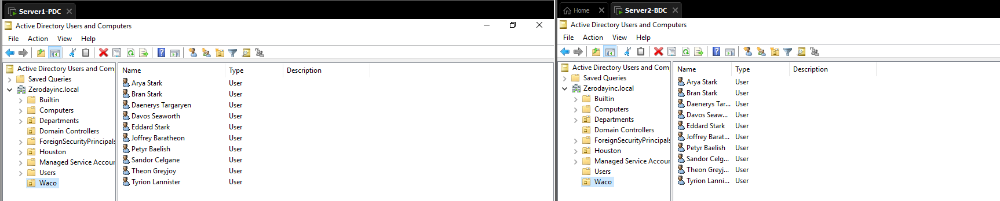 Server1-PDC
Active Directory Users and Computers
File Action View Help
Active Directory Users and Com
Saved Queries
Zerodayinc.local
Builtin
Computers
Departments
Domain Controllers
ForeignSecurityPrincipals
Houston
Managed Service Accour
Users
Waco
Name Type Description
Arya Stark User
Bran Stark User
Daenerys Targaryen User
Davos Seaworth User
Eddard Stark User
Joffrey Baratheon User
Petyr Baelish User
Sandor Celgane User
Theon Greyjoy User
Tyrion Lannister User
Home Server2-BDC
Active Directory Users and Computers
File Action View Help
Active Directory Users and Com
Saved Queries
Zerodayinc.local
Builtin
Computers
Departments
Domain Controllers
ForeignSecurityPrincipals
Houston
Managed Service Accour
Users
Waco
Name Type Description
Arya Stark User
Bran Stark User
Daenerys Tar... User
Davos Seaw... User
Eddard Stark User
Joffrey Barat... User
Petyr Baelish User
Sandor Celg... User
Theon Greyj... User
Tyrion Lanni... User